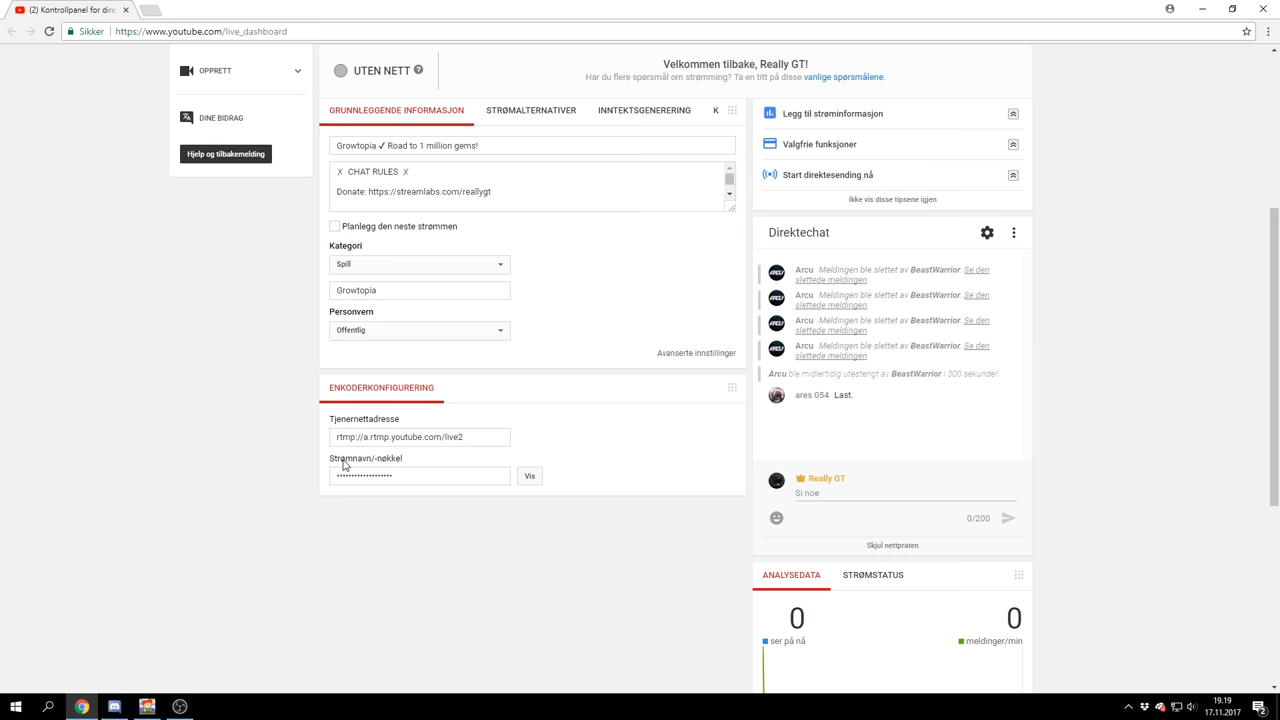 (2) Kontrollpanel for dire
Sikker
https://www.youtube.com/live_dashboard
OPPRETT
DINE BIDRAG
Hjelp og tilbakemelding
UTEN NETT
Velkommen tilbake, Really GT!
Har du flere spørsmål om strømming? Ta en titt på disse vanlige spørsmålene.
GRUNNLEGGENDE INFORMASJON
STRØMALTERNATIVER
INNTEKTSGENERERING
K
Growtopia ✓ Road to 1 million gems!
✗ CHAT RULES ✗
Donate: https://streamlabs.com/reallygt
Planlegg den neste strømmen
Kategori
Spill
Growtopia
Personvern
Offentlig
Avanserte innstillinger
ENKODERKONFIGURERING
Tjenernettadresse
rtmp://a.rtmp.youtube.com/live2
Strømnavn/-nøkkel
••••••••••••••••••••
Vis
Legg til strøminformasjon
Valgfrie funksjoner
Start direktesending nå
Ikke vis disse tipsene igjen
Direktechat
Arcu Meldingen ble slettet av BeastWarrior. Se den
slettede meldingen
Arcu Meldingen ble slettet av BeastWarrior. Se den
slettede meldingen
Arcu Meldingen ble slettet av BeastWarrior. Se den
slettede meldingen
Arcu Meldingen ble slettet av BeastWarrior. Se den
slettede meldingen
Arcu ble midlertidig utestengt av BeastWarrior i 300 sekunder.
ares 054 Last.
Really GT
Si noe
0/200
Skjul nettpraten
ANALYSEDATA
STRØMSTATUS
0
0
ser på nå
meldinger/min
19.19
17.11.2017
2